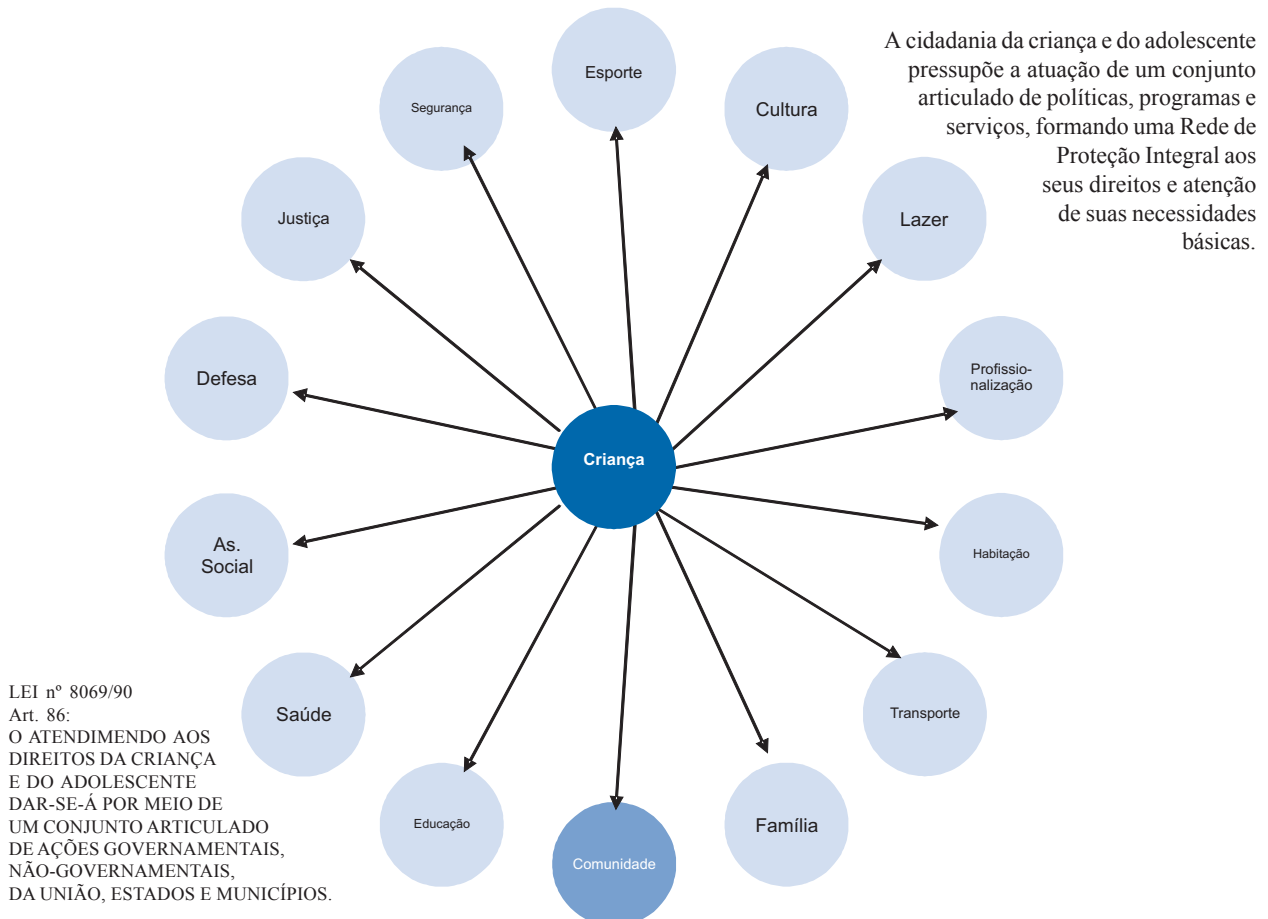 A cidadania da criança e do adolescente
pressupõe a atuação de um conjunto
articulado de políticas, programas e
serviços, formando uma Rede de
Proteção Integral aos
seus direitos e atenção
de suas necessidades
básicas.
Esporte
Segurança
Cultura
Justiça
Lazer
Defesa
Profissio-
nalização
Criança
As.
Social
Habitação
Saúde
Transporte
Educação
Família
Comunidade
LEI nº 8069/90
Art. 86:
O ATENDIMENDO AOS
DIREITOS DA CRIANÇA
E DO ADOLESCENTE
DAR-SE-Á POR MEIO DE
UM CONJUNTO ARTICULADO
DE AÇÕES GOVERNAMENTAIS,
NÃO-GOVERNAMENTAIS,
DA UNIÃO, ESTADOS E MUNICÍPIOS.